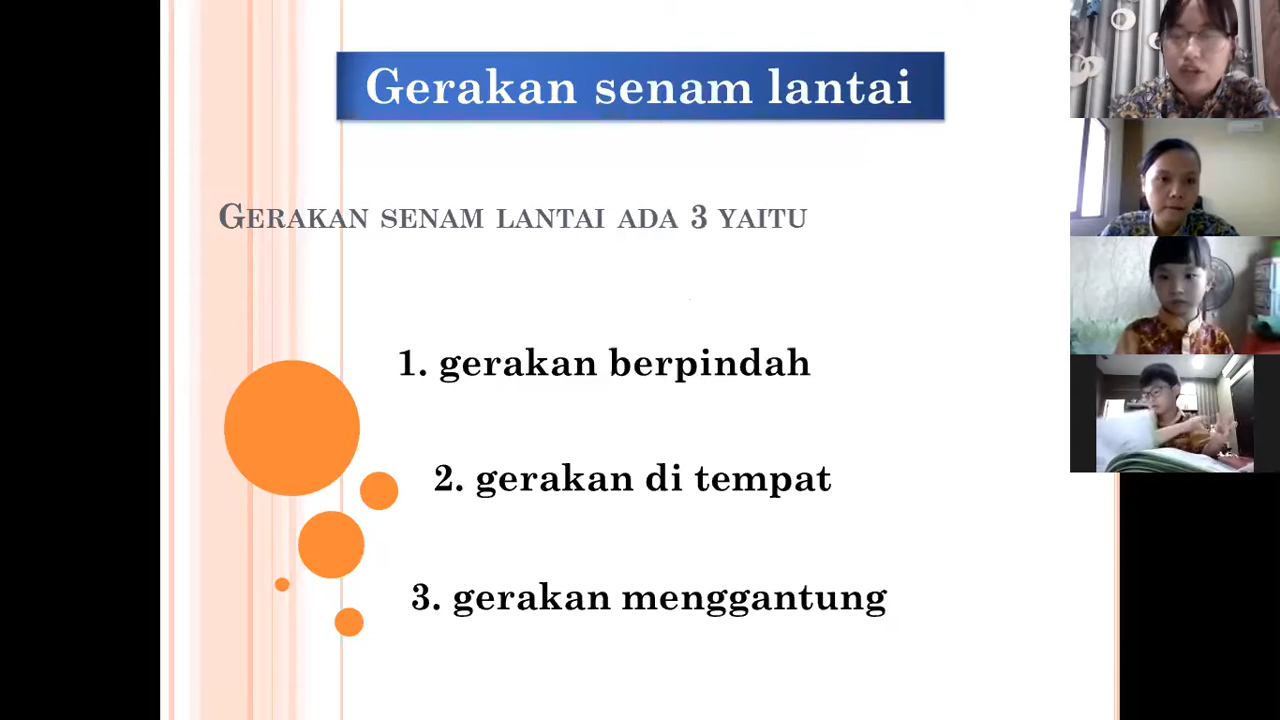 Gerakan senam lantai
Gerakan senam lantai ada 3 yaitu
1. gerakan berpindah
2. gerakan di tempat
3. gerakan menggantung